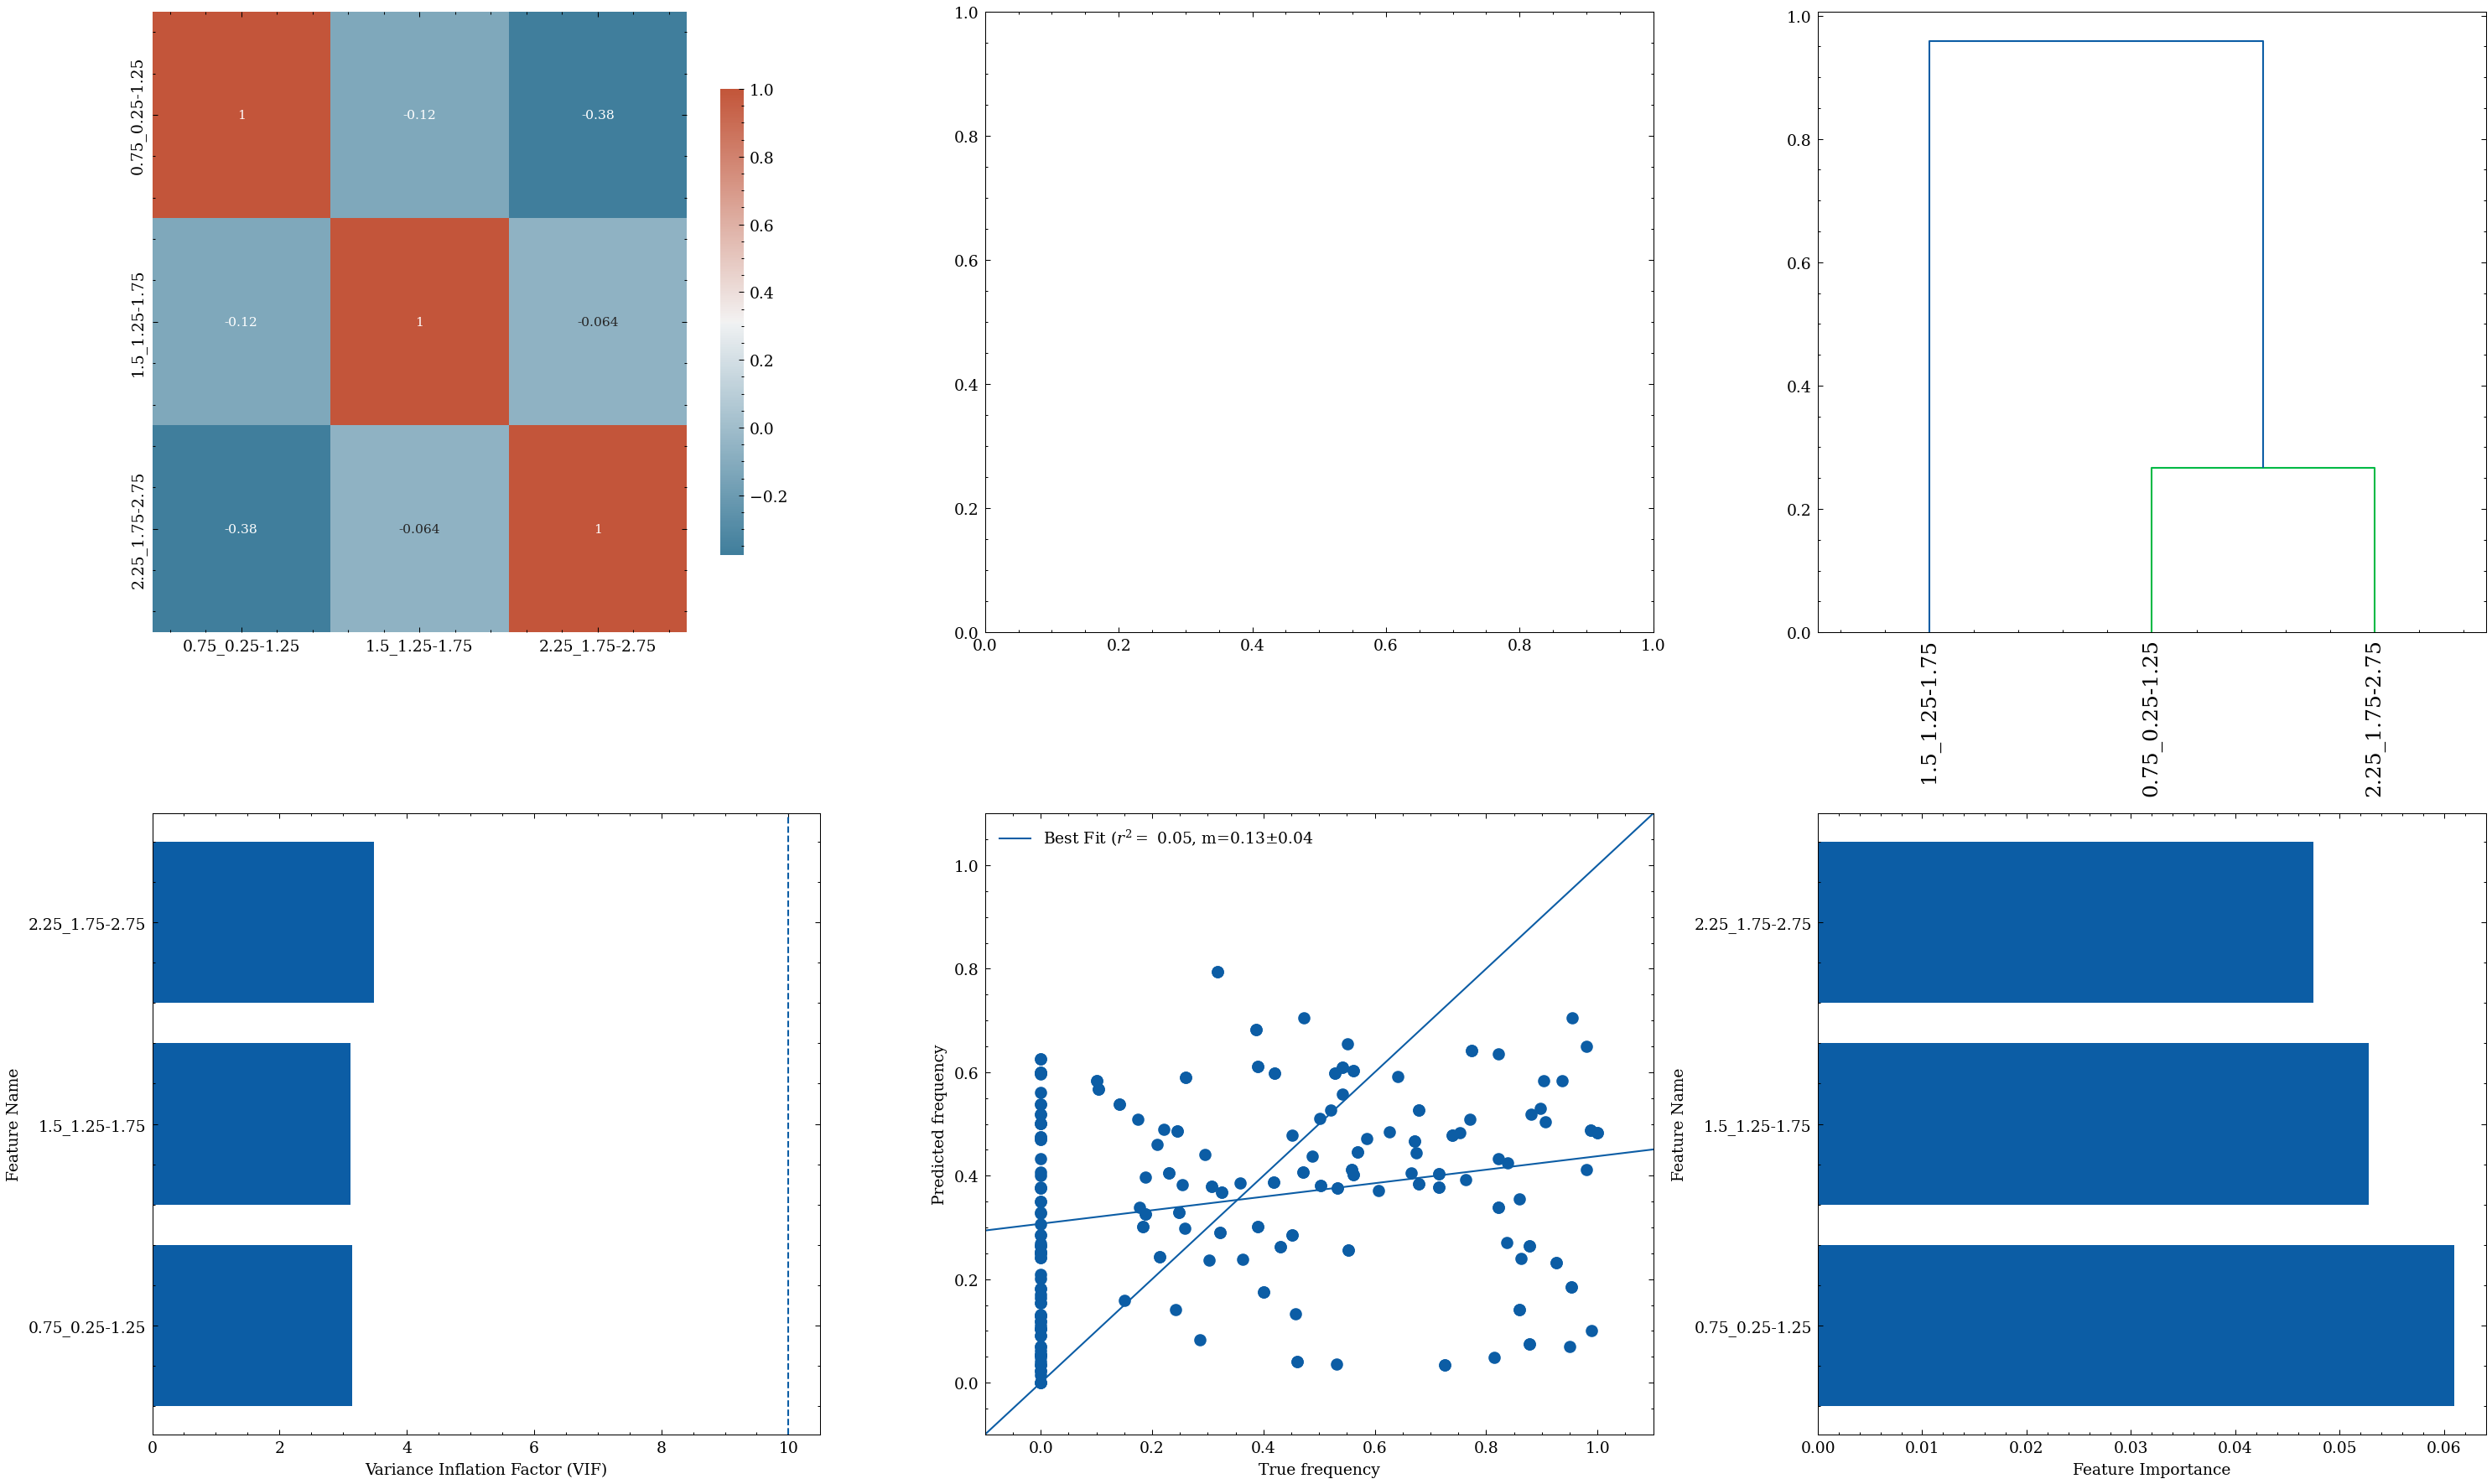 0.75_0.25-1.25
1.5_1.25-1.75
2.25_1.75-2.75
1 -0.12 -0.38
-0.12 1 -0.064
-0.38 -0.064 1
0.75_0.25-1.25 1.5_1.25-1.75 2.25_1.75-2.75
1.0
0.8
0.6
0.4
0.2
0.0
−0.2
1.0
0.8
0.6
0.4
0.2
0.0
0.0 0.2 0.4 0.6 0.8 1.0
1.0
0.8
0.6
0.4
0.2
0.0
1.5_1.25-1.75
0.75_0.25-1.25
2.25_1.75-2.75
Feature Name
2.25_1.75-2.75
1.5_1.25-1.75
0.75_0.25-1.25
0 2 4 6 8 10
Variance Inflation Factor (VIF)
Best Fit (r² = 0.05, m=0.13±0.04
Predicted frequency
1.0
0.8
0.6
0.4
0.2
0.0
0.0 0.2 0.4 0.6 0.8 1.0
True frequency
Feature Name
2.25_1.75-2.75
1.5_1.25-1.75
0.75_0.25-1.25
0.00 0.01 0.02 0.03 0.04 0.05 0.06
Feature Importance